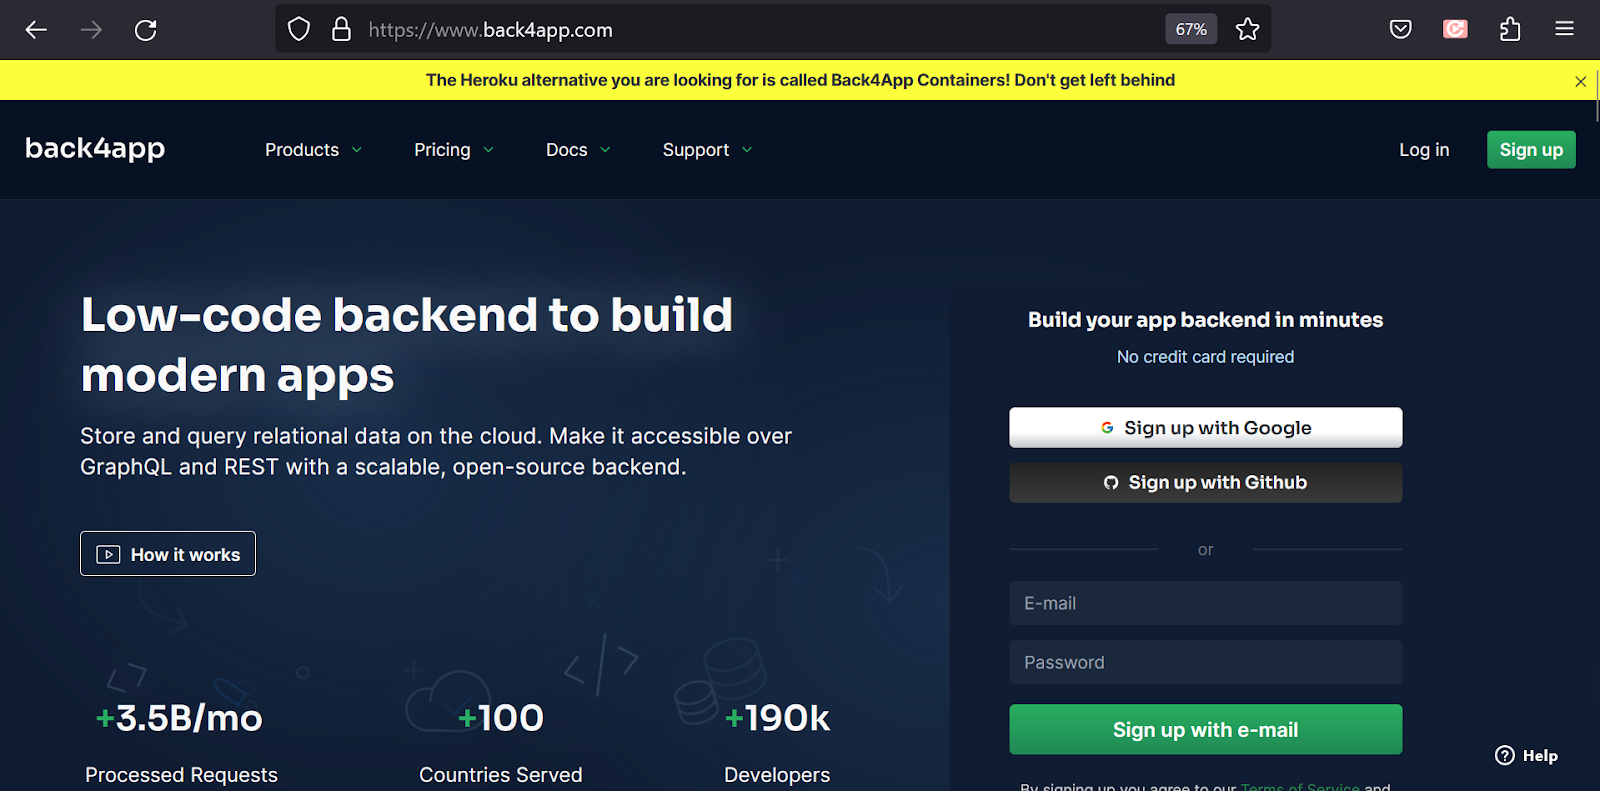 https://www.back4app.com
67%
The Heroku alternative you are looking for is called Back4App Containers! Don't get left behind
back4app
Products
Pricing
Docs
Support
Log in
Sign up
Low-code backend to build
modern apps
Store and query relational data on the cloud. Make it accessible over
GraphQL and REST with a scalable, open-source backend.
How it works
+3.5B/mo
Processed Requests
+100
Countries Served
+190k
Developers
Build your app backend in minutes
No credit card required
Sign up with Google
Sign up with Github
or
E-mail
Password
Sign up with e-mail
By signing up you agree to our Terms of Service and
Help